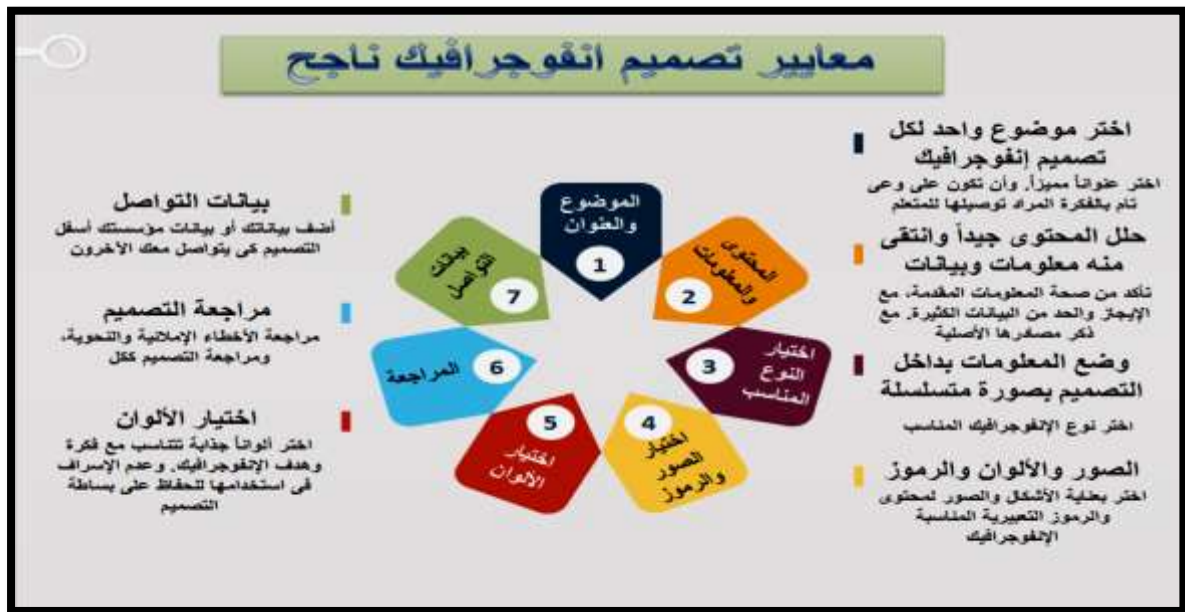 معايير تصميم انفوجرافيك ناجح
اختر موضوع واحد لكل
تصميم إنفوجرافيك
اختر عنواناً مميزاً، وأن تكون على وعى
تام بالفكرة المراد توصيلها للمتعلم
حلل المحتوى جيداً وانتقى
منه معلومات وبيانات
تأكد من صحة المعلومات المقدمة، مع
الإيجاز والحد من البيانات الكثيرة، مع
ذكر مصادرها الأصلية
وضع المعلومات بداخل
التصميم بصورة متسلسلة
اختر نوع الإنفوجرافيك المناسب
الصور والألوان والرموز
اختر بعناية الأشكال والصور لمحتوى
والرموز التعبيرية المناسبة
الإنفوجرافيك
الموضوع
والعنوان
1
المحتوى
والمعلومات
2
اختيار
النوع
المناسب
3
اختيار
الصور
والرموز
4
اختيار
الألوان
5
المراجعة
6
بيانات
التواصل
7
بيانات التواصل
أضف بياناتك أو بيانات مؤسستك أسفل
التصميم كى يتواصل معك الأخرون
مراجعة التصميم
مراجعة الأخطاء الإملائية والنحوية،
ومراجعة التصميم ككل
اختيار الألوان
اختر ألواناً جذابة تتناسب مع فكرة
وهدف الإنفوجرافيك، وعدم الإسراف
فى استخدامها للحفاظ على بساطة
التصميم